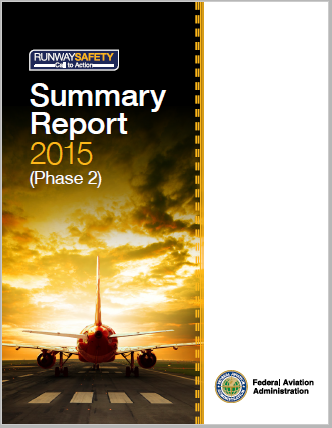 RUNWAYSAFETY
Call to Action
Summary
Report
2015
(Phase 2)
Federal Aviation
Administration